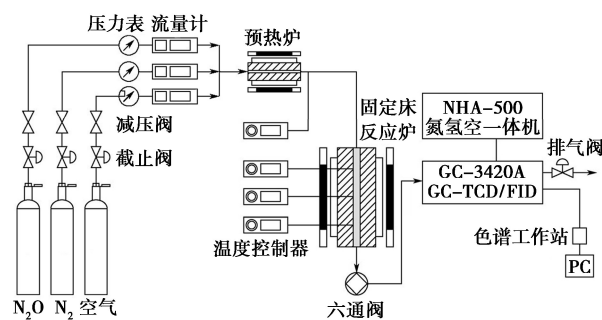 压力表 流量计
预热炉
减压阀
截止阀
固定床
反应炉
NHA-500
氮氢空一体机
GC-3420A
GC-TCD/FID
排气阀
温度控制器
色谱工作站
PC
N₂O N₂ 空气
六通阀